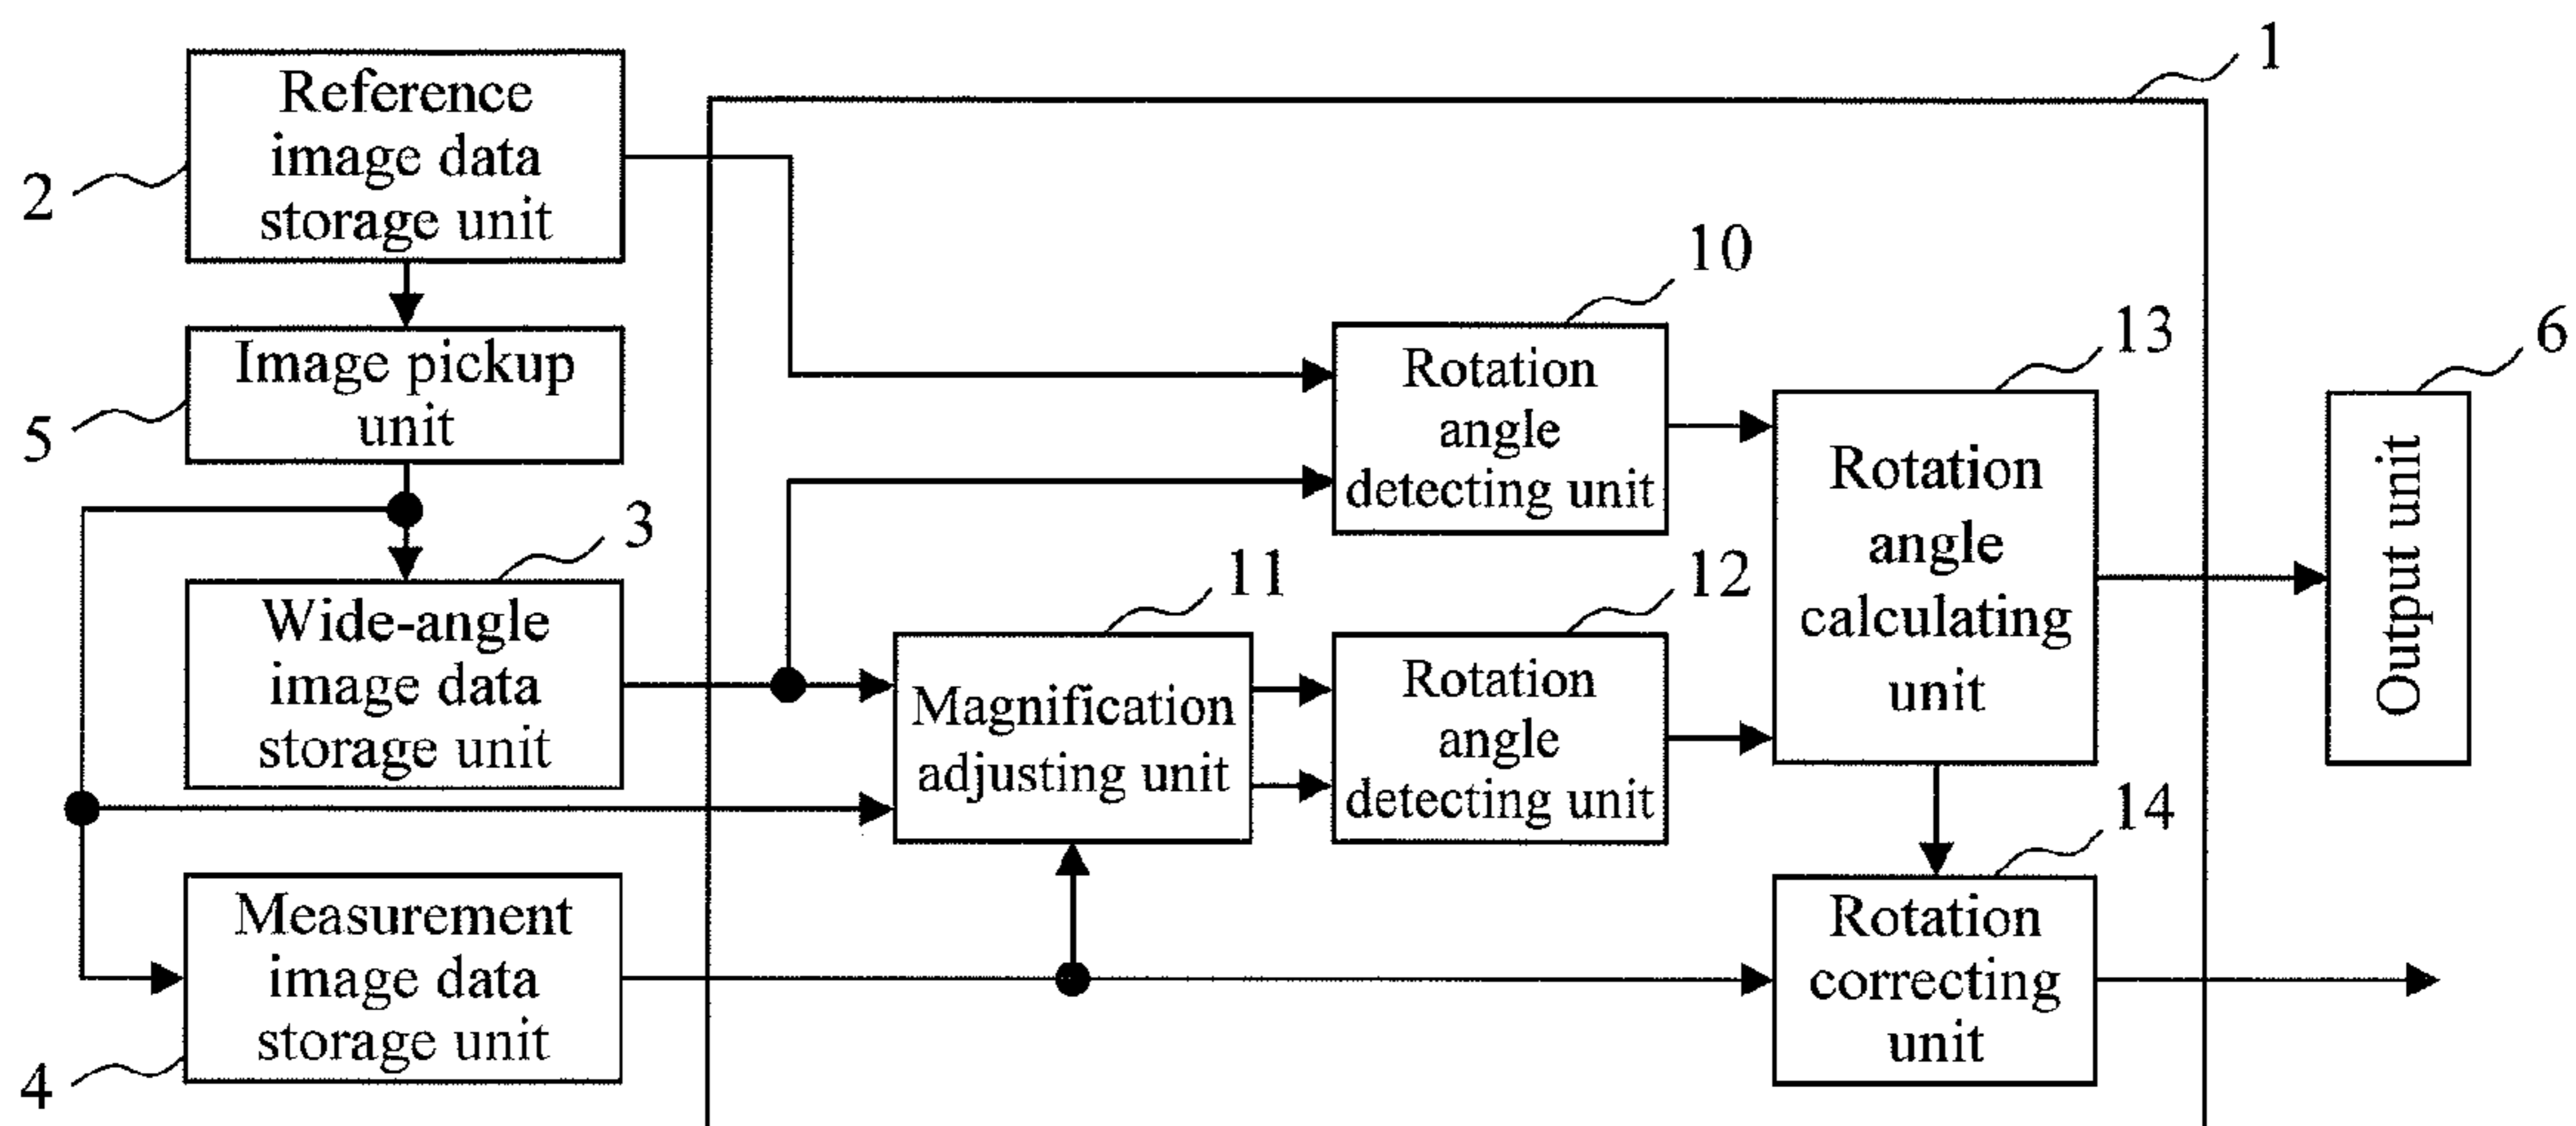 1
Reference
image data
storage unit
2
10
Image pickup
unit
5
Rotation
angle
detecting unit
13
6
Rotation
angle
calculating
unit
Output unit
3
Wide-angle
image data
storage unit
11
Magnification
adjusting unit
12
Rotation
angle
detecting unit
14
Measurement
image data
storage unit
4
Rotation
correcting
unit